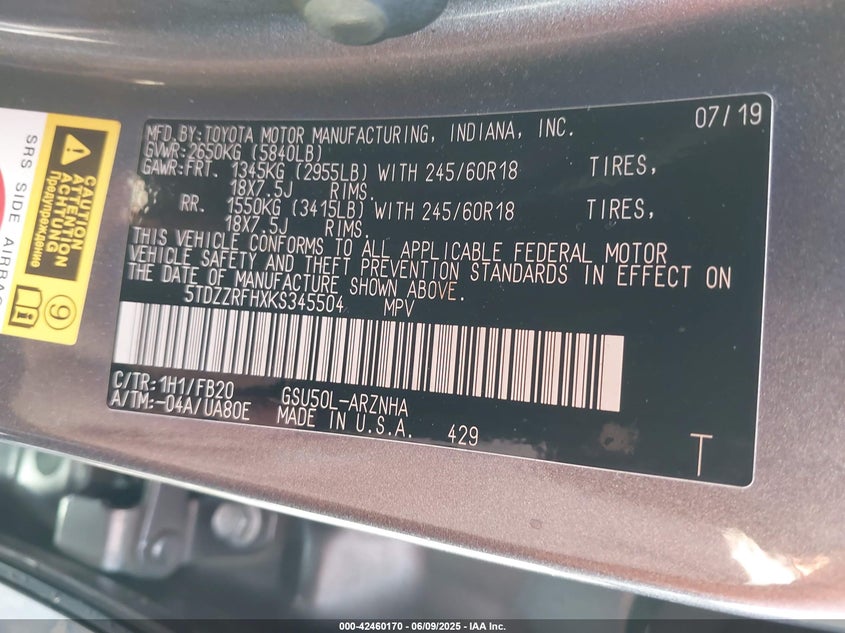 MFD.BY:TOYOTA MOTOR MANUFACTURING, INDIANA, INC. 07/19
GVWR:2650KG (5840LB)
GAWR:FRT. 1345KG (2955LB) WITH 245/60R18 TIRES,
18X7.5J RIMS.
RR. 1550KG (3415LB) WITH 245/60R18 TIRES,
18X7.5J RIMS.
THIS VEHICLE CONFORMS TO ALL APPLICABLE FEDERAL MOTOR
VEHICLE SAFETY AND THEFT PREVENTION STANDARDS IN EFFECT ON
THE DATE OF MANUFACTURE SHOWN ABOVE.
5TDZZRFHXKS345504 MPV
C/TR:1H1/FB20 GSU50L-ARZNHA
A/TM:-04A/UA80E MADE IN U.S.A. 429
T
CAUTION
ATTENTION
ACHTUNG
Предупреждение
9
SRS SIDE AIRBAG
000-42460170 - 06/09/2025 - IAA Inc.